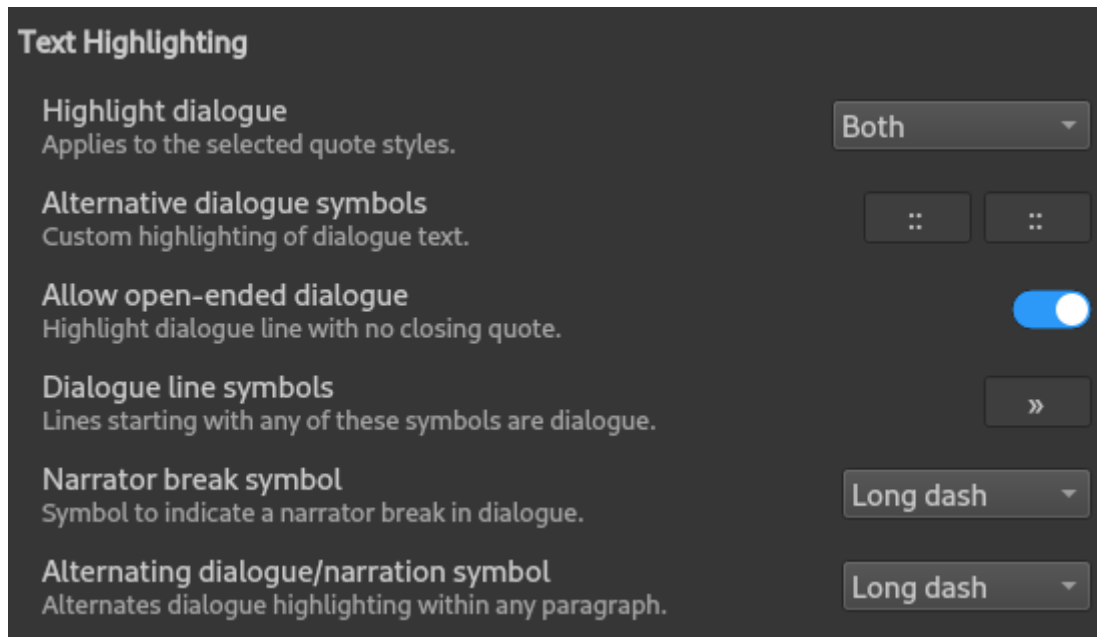 Text Highlighting
Highlight dialogue
Applies to the selected quote styles.
Both
Alternative dialogue symbols
Custom highlighting of dialogue text.
:: ::
Allow open-ended dialogue
Highlight dialogue line with no closing quote.
Dialogue line symbols
Lines starting with any of these symbols are dialogue.
»
Narrator break symbol
Symbol to indicate a narrator break in dialogue.
Long dash
Alternating dialogue/narration symbol
Alternates dialogue highlighting within any paragraph.
Long dash